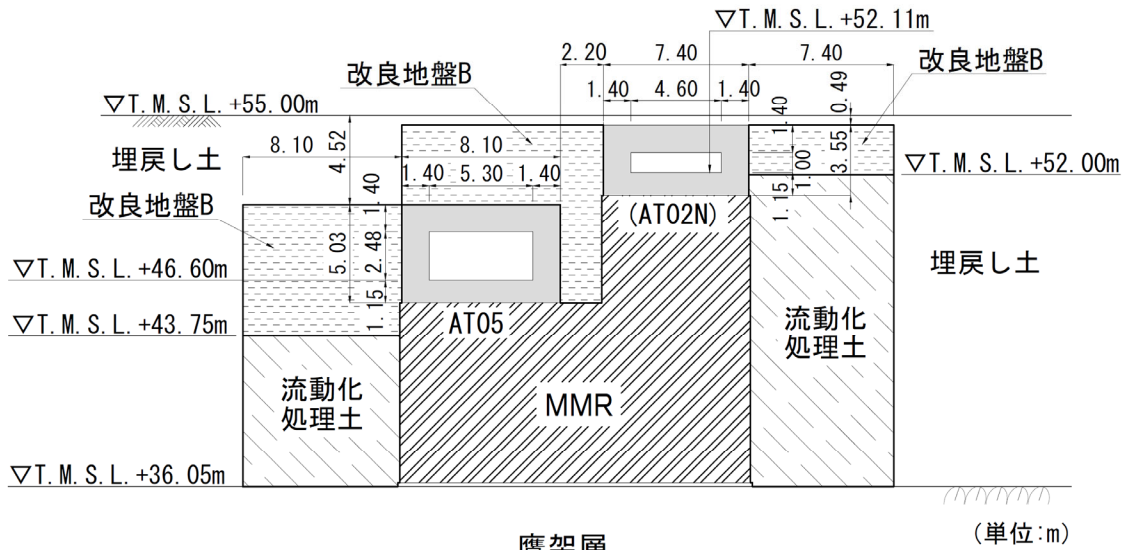 ▽T.M.S.L.+52.11m
2.20
7.40
7.40
改良地盤B
改良地盤B
1.40
4.60
1.40
0.49
▽T.M.S.L.+55.00m
埋戻し土
8.10
4.52
8.10
1.40
1.00
3.55
▽T.M.S.L.+52.00m
1.40
5.30
1.40
1.15
改良地盤B
1.40
(AT02N)
5.03
2.48
▽T.M.S.L.+46.60m
埋戻し土
1.15
▽T.M.S.L.+43.75m
AT05
流動化
処理土
流動化
処理土
MMR
▽T.M.S.L.+36.05m
鷹架層
(単位:m)